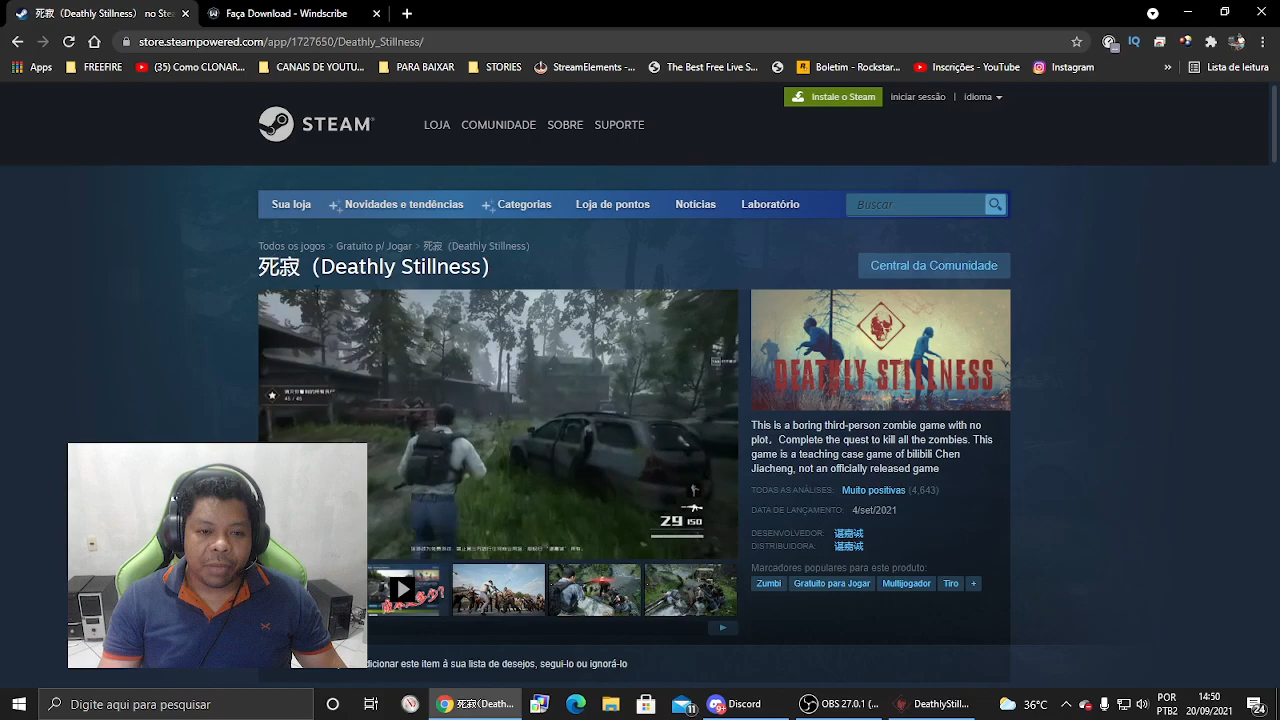 死寂 (Deathly Stillness) no Ste
Faça Download - Windscribe
store.steampowered.com/app/1727650/Deathly_Stillness/
Apps
FREEFIRE
(35) Como CLONAR...
CANAIS DE YOUTU...
PARA BAIXAR
STORIES
StreamElements -...
The Best Free Live S...
Boletim - Rockstar...
Inscrições - YouTube
Instagram
»
Lista de leitura
Instale o Steam
iniciar sessão | idioma
STEAM®
LOJA COMUNIDADE SOBRE SUPORTE
Sua loja
Novidades e tendências
Categorias
Loja de pontos
Notícias
Laboratório
Buscar
Todos os jogos > Gratuito p/ Jogar > 死寂（Deathly Stillness)
死寂（Deathly Stillness)
Central da Comunidade
45 / 45
29 150
DEATHLY STILLNESS
This is a boring third-person zombie game with no
plot. Complete the quest to kill all the zombies. This
game is a teaching case game of bilibili Chen
Jiacheng, not an officially released game
TODAS AS ANÁLISES: Muito positivas (4,643)
DATA DE LANÇAMENTO: 4/set/2021
DESENVOLVEDOR:
DISTRIBUIDORA:
Marcadores populares para este produto:
Zumbi
Gratuito para Jogar
Multijogador
Tiro
+
dicionar este item à sua lista de desejos, segui-lo ou ignorá-lo
Digite aqui para pesquisar
死寂 (Death...
11
Discord
OBS 27.0.1 (...
DeathlyStill...
36°C
POR
PTB2
14:50
20/09/2021
4